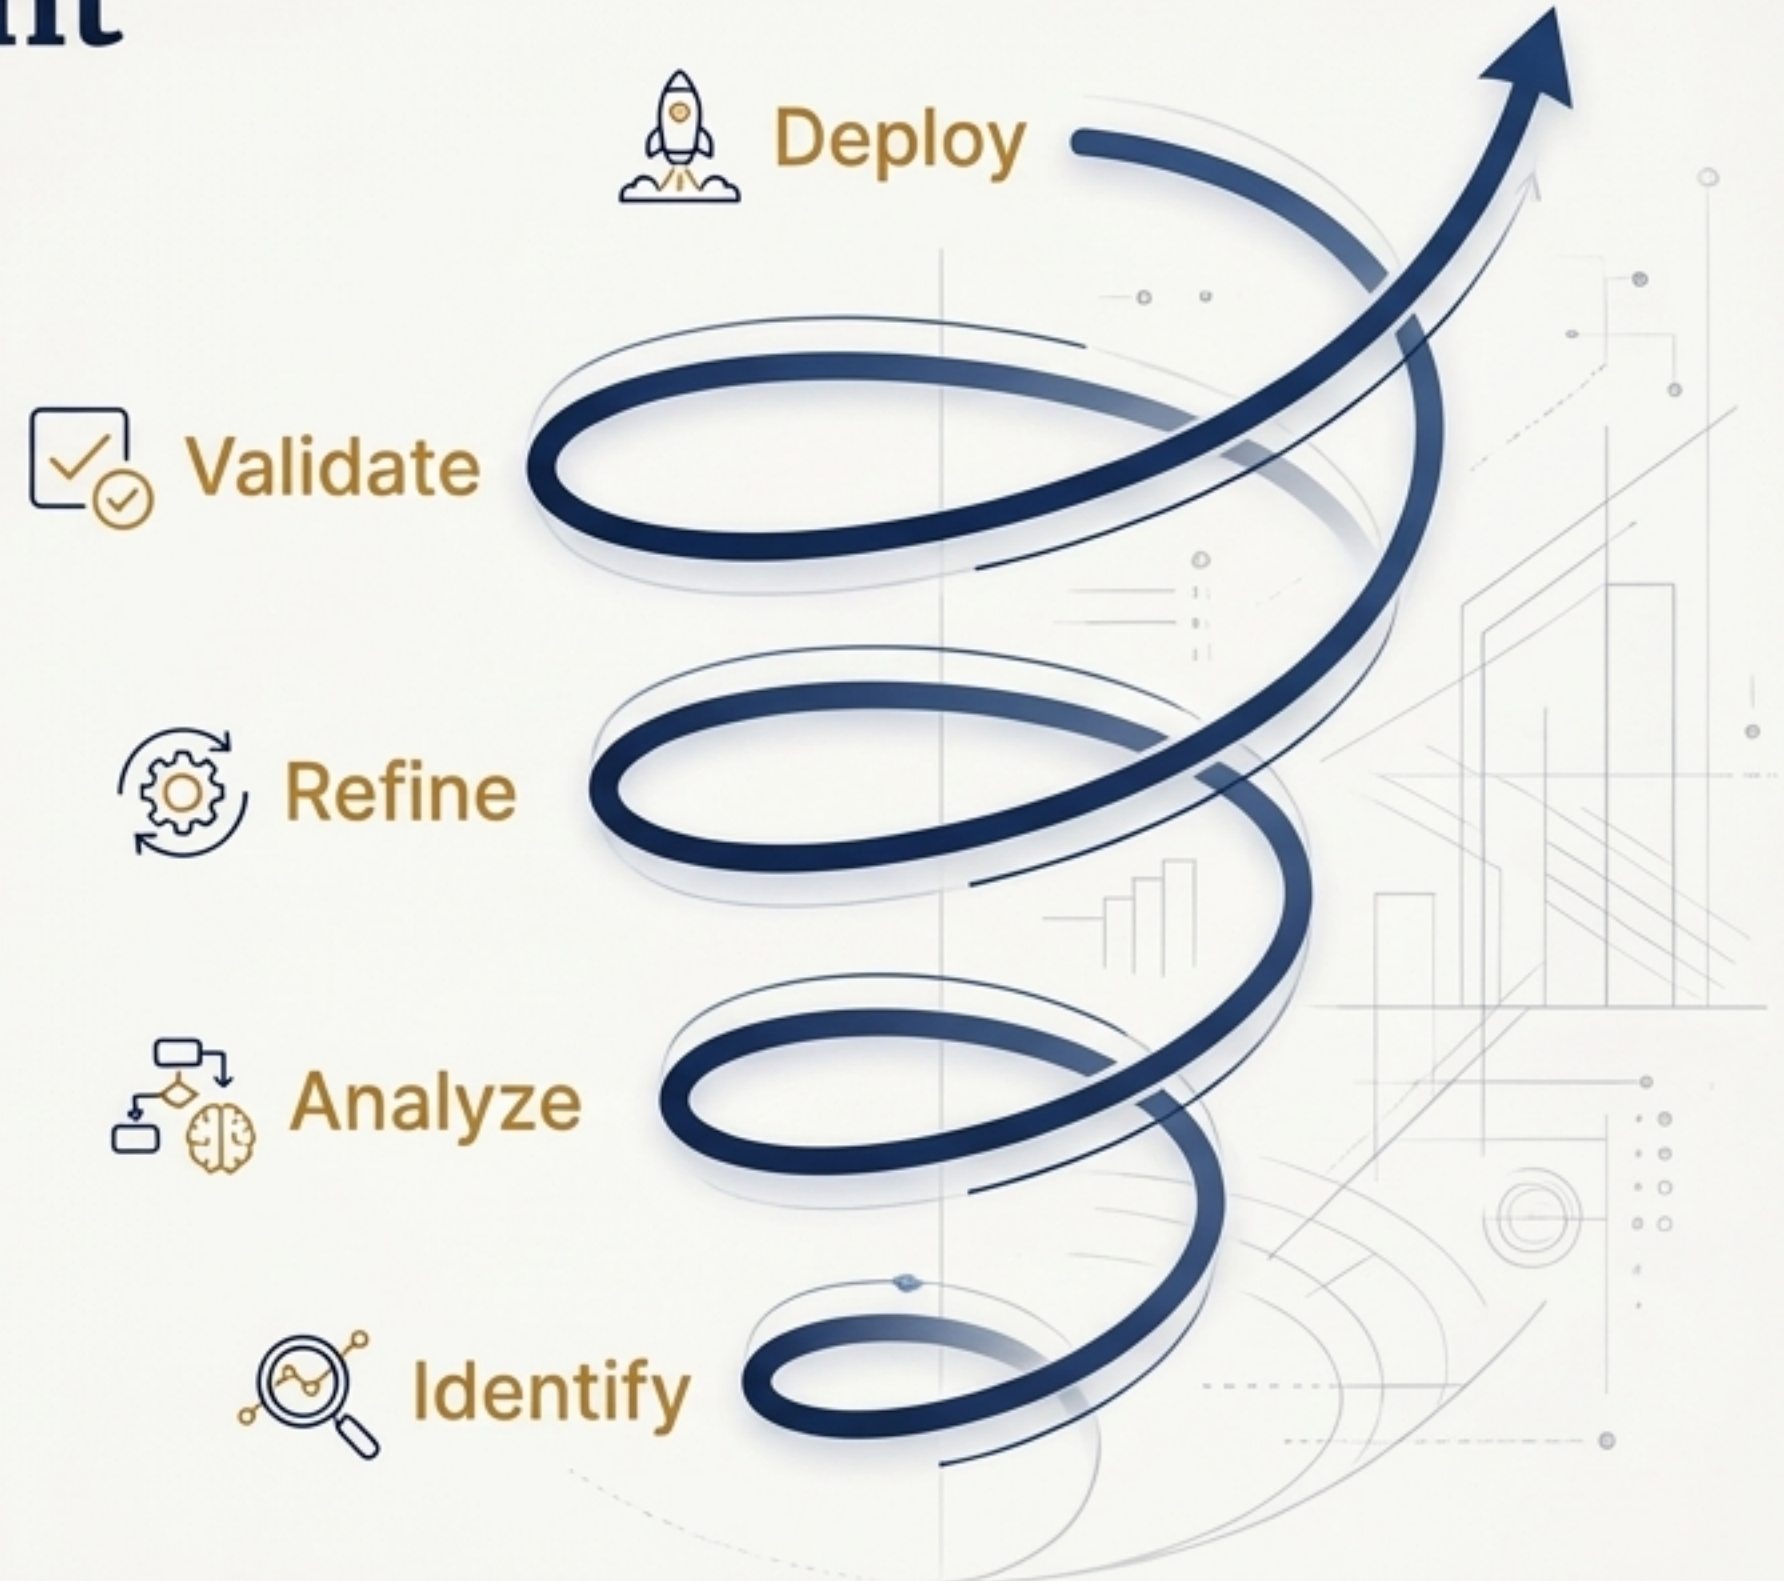 Deploy
Validate
Refine
Analyze
Identify